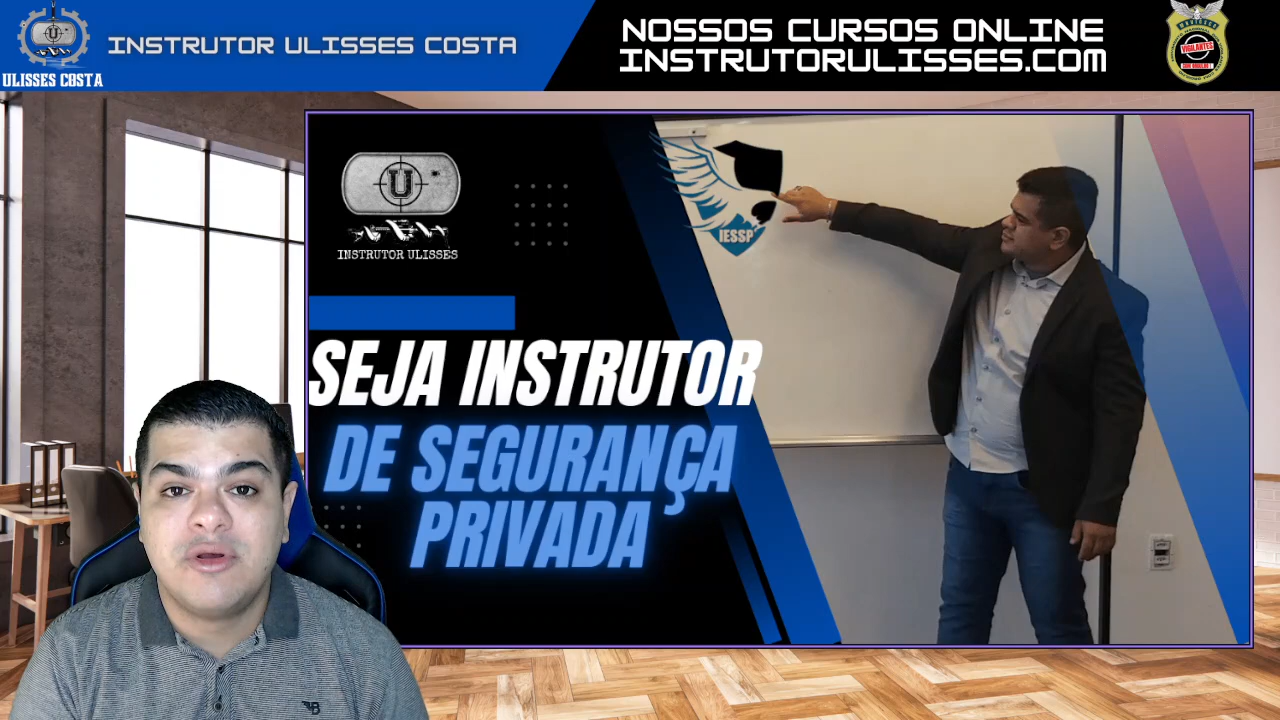 INSTRUTOR ULISSES COSTA
ULISSES COSTA
NOSSOS CURSOS ONLINE
INSTRUTORULISSES.COM
VIGILANTES
U
INSTRUTOR ULISSES
IESSP
SEJA INSTRUTOR
DE SEGURANÇA
PRIVADA